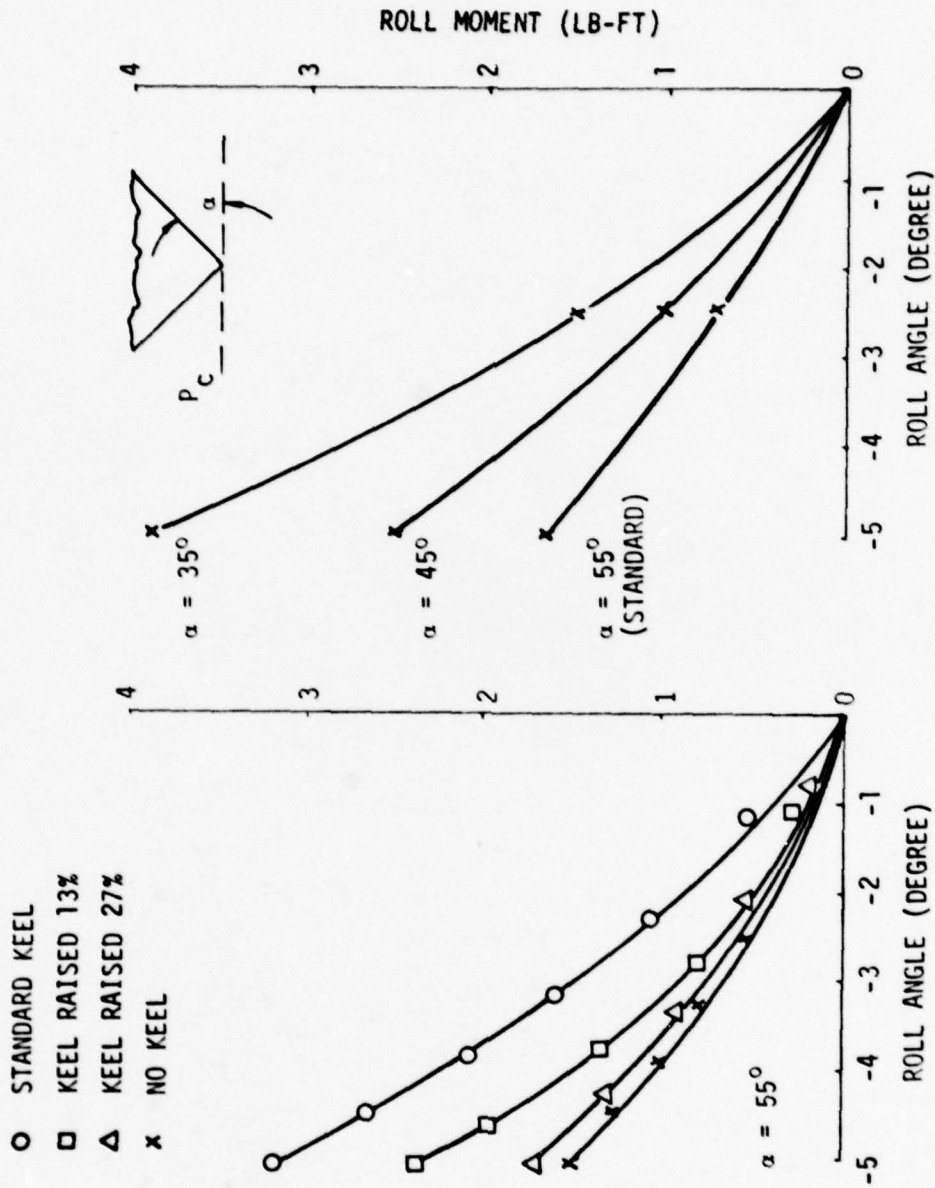 ○ STANDARD KEEL
□ KEEL RAISED 13%
△ KEEL RAISED 27%
x NO KEEL
4
3
2
1
0
-1
-2
-3
-4
-5
α = 55°
ROLL ANGLE (DEGREE)
ROLL MOMENT (LB-FT)
4
3
2
1
0
-1
-2
-3
-4
-5
ROLL ANGLE (DEGREE)
α = 35°
α = 45°
α = 55°
(STANDARD)
PC
α